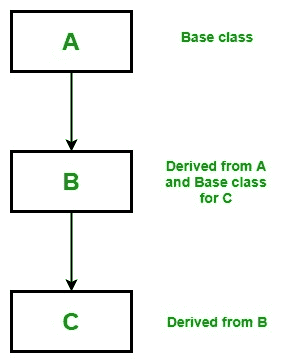 A
Base class
B
Derived from A
and Base class
for C
C
Derived from B